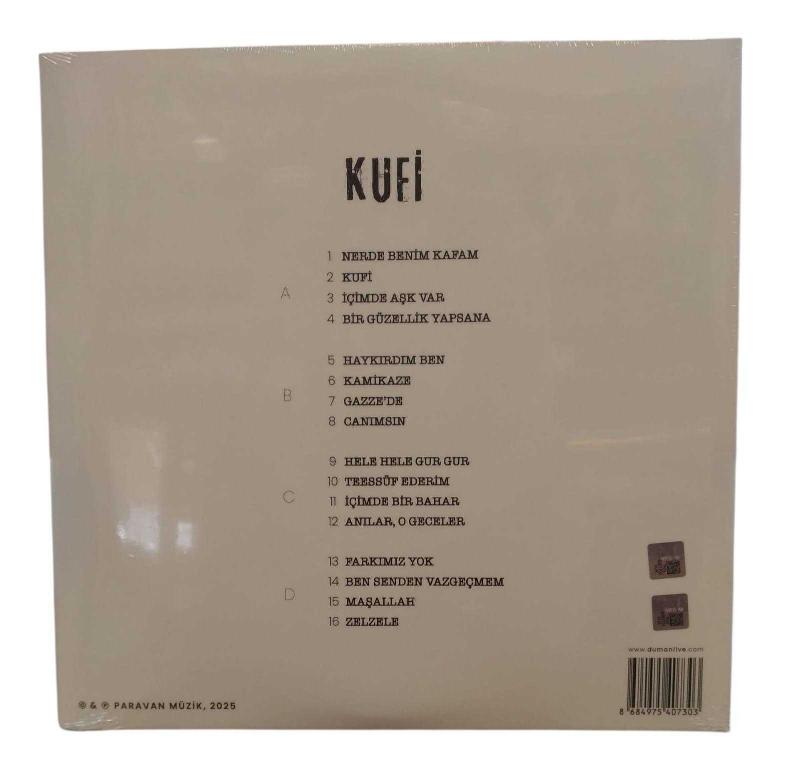 KUFİ
1 NERDE BENİM KAFAM
2 KUFİ
A
3 İÇİMDE AŞK VAR
4 BİR GÜZELLİK YAPSANA
5 HAYKIRDIM BEN
6 KAMİKAZE
B
7 GAZZE'DE
8 CANIMSIN
9 HELE HELE GUR GUR
10 TEESSÜF EDERİM
C
11 İÇİMDE BİR BAHAR
12 ANILAR, O GECELER
13 FARKIMIZ YOK
14 BEN SENDEN VAZGEÇMEM
D
15 MAŞALLAH
16 ZELZELE
www.dumanlive.com
© & ℗ PARAVAN MÜZİK, 2025
8 684975 407303